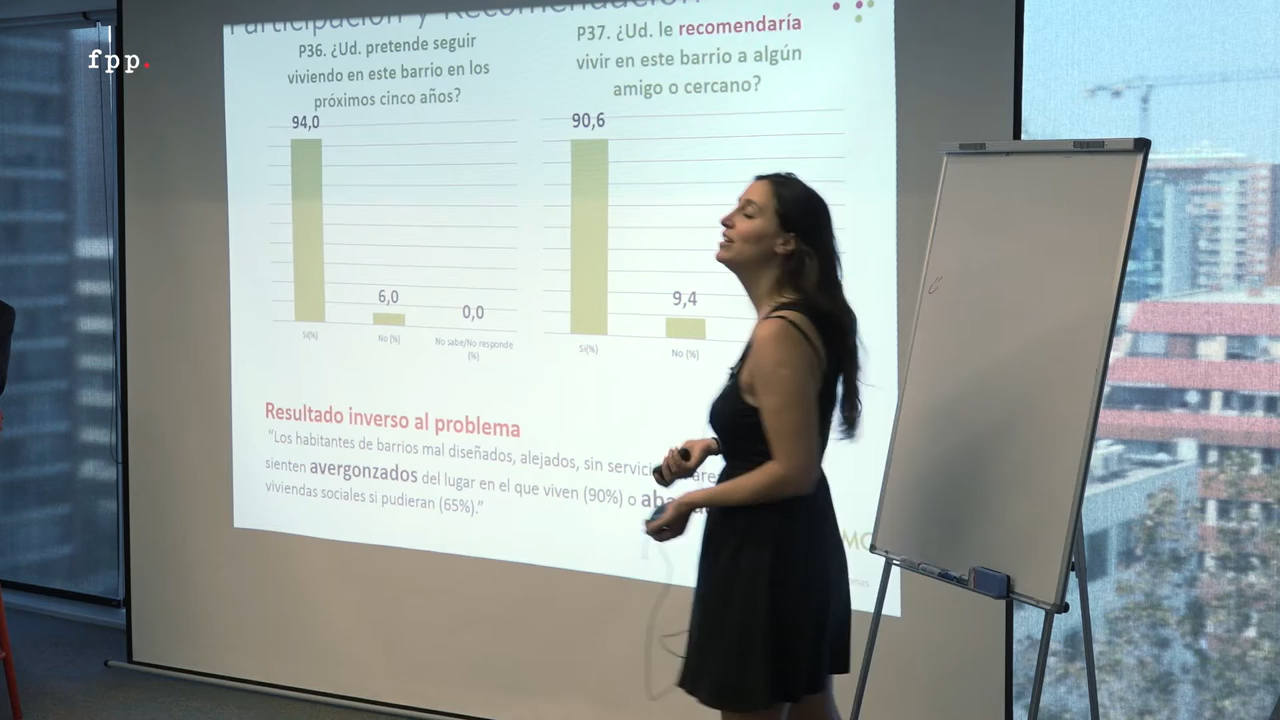 fpp.
Participación y Recomendación
P36. ¿Ud. pretende seguir
viviendo en este barrio en los
próximos cinco años?
94,0
6,0
0,0
Si(%)
No (%)
No sabe/No responde
(%)
P37. ¿Ud. le recomendaría
vivir en este barrio a algún
amigo o cercano?
90,6
9,4
Si(%)
No (%)
Resultado inverso al problema
"Los habitantes de barrios mal diseñados, alejados, sin
sienten avergonzados del lugar en el que viven (90%) o
viviendas sociales si pudieran (65%)."